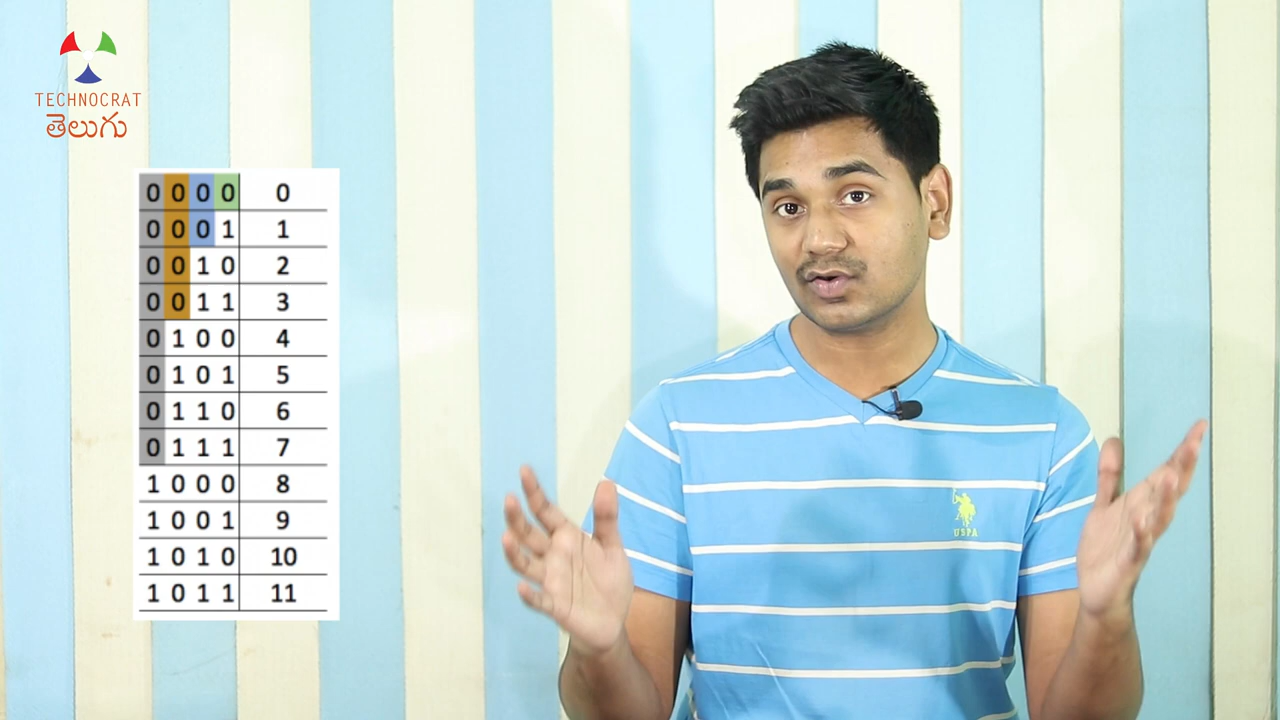 TECHNOCRAT
తెలుగు
0 0 0 0 0
0 0 0 1 1
0 0 1 0 2
0 0 1 1 3
0 1 0 0 4
0 1 0 1 5
0 1 1 0 6
0 1 1 1 7
1 0 0 0 8
1 0 0 1 9
1 0 1 0 10
1 0 1 1 11
USPA